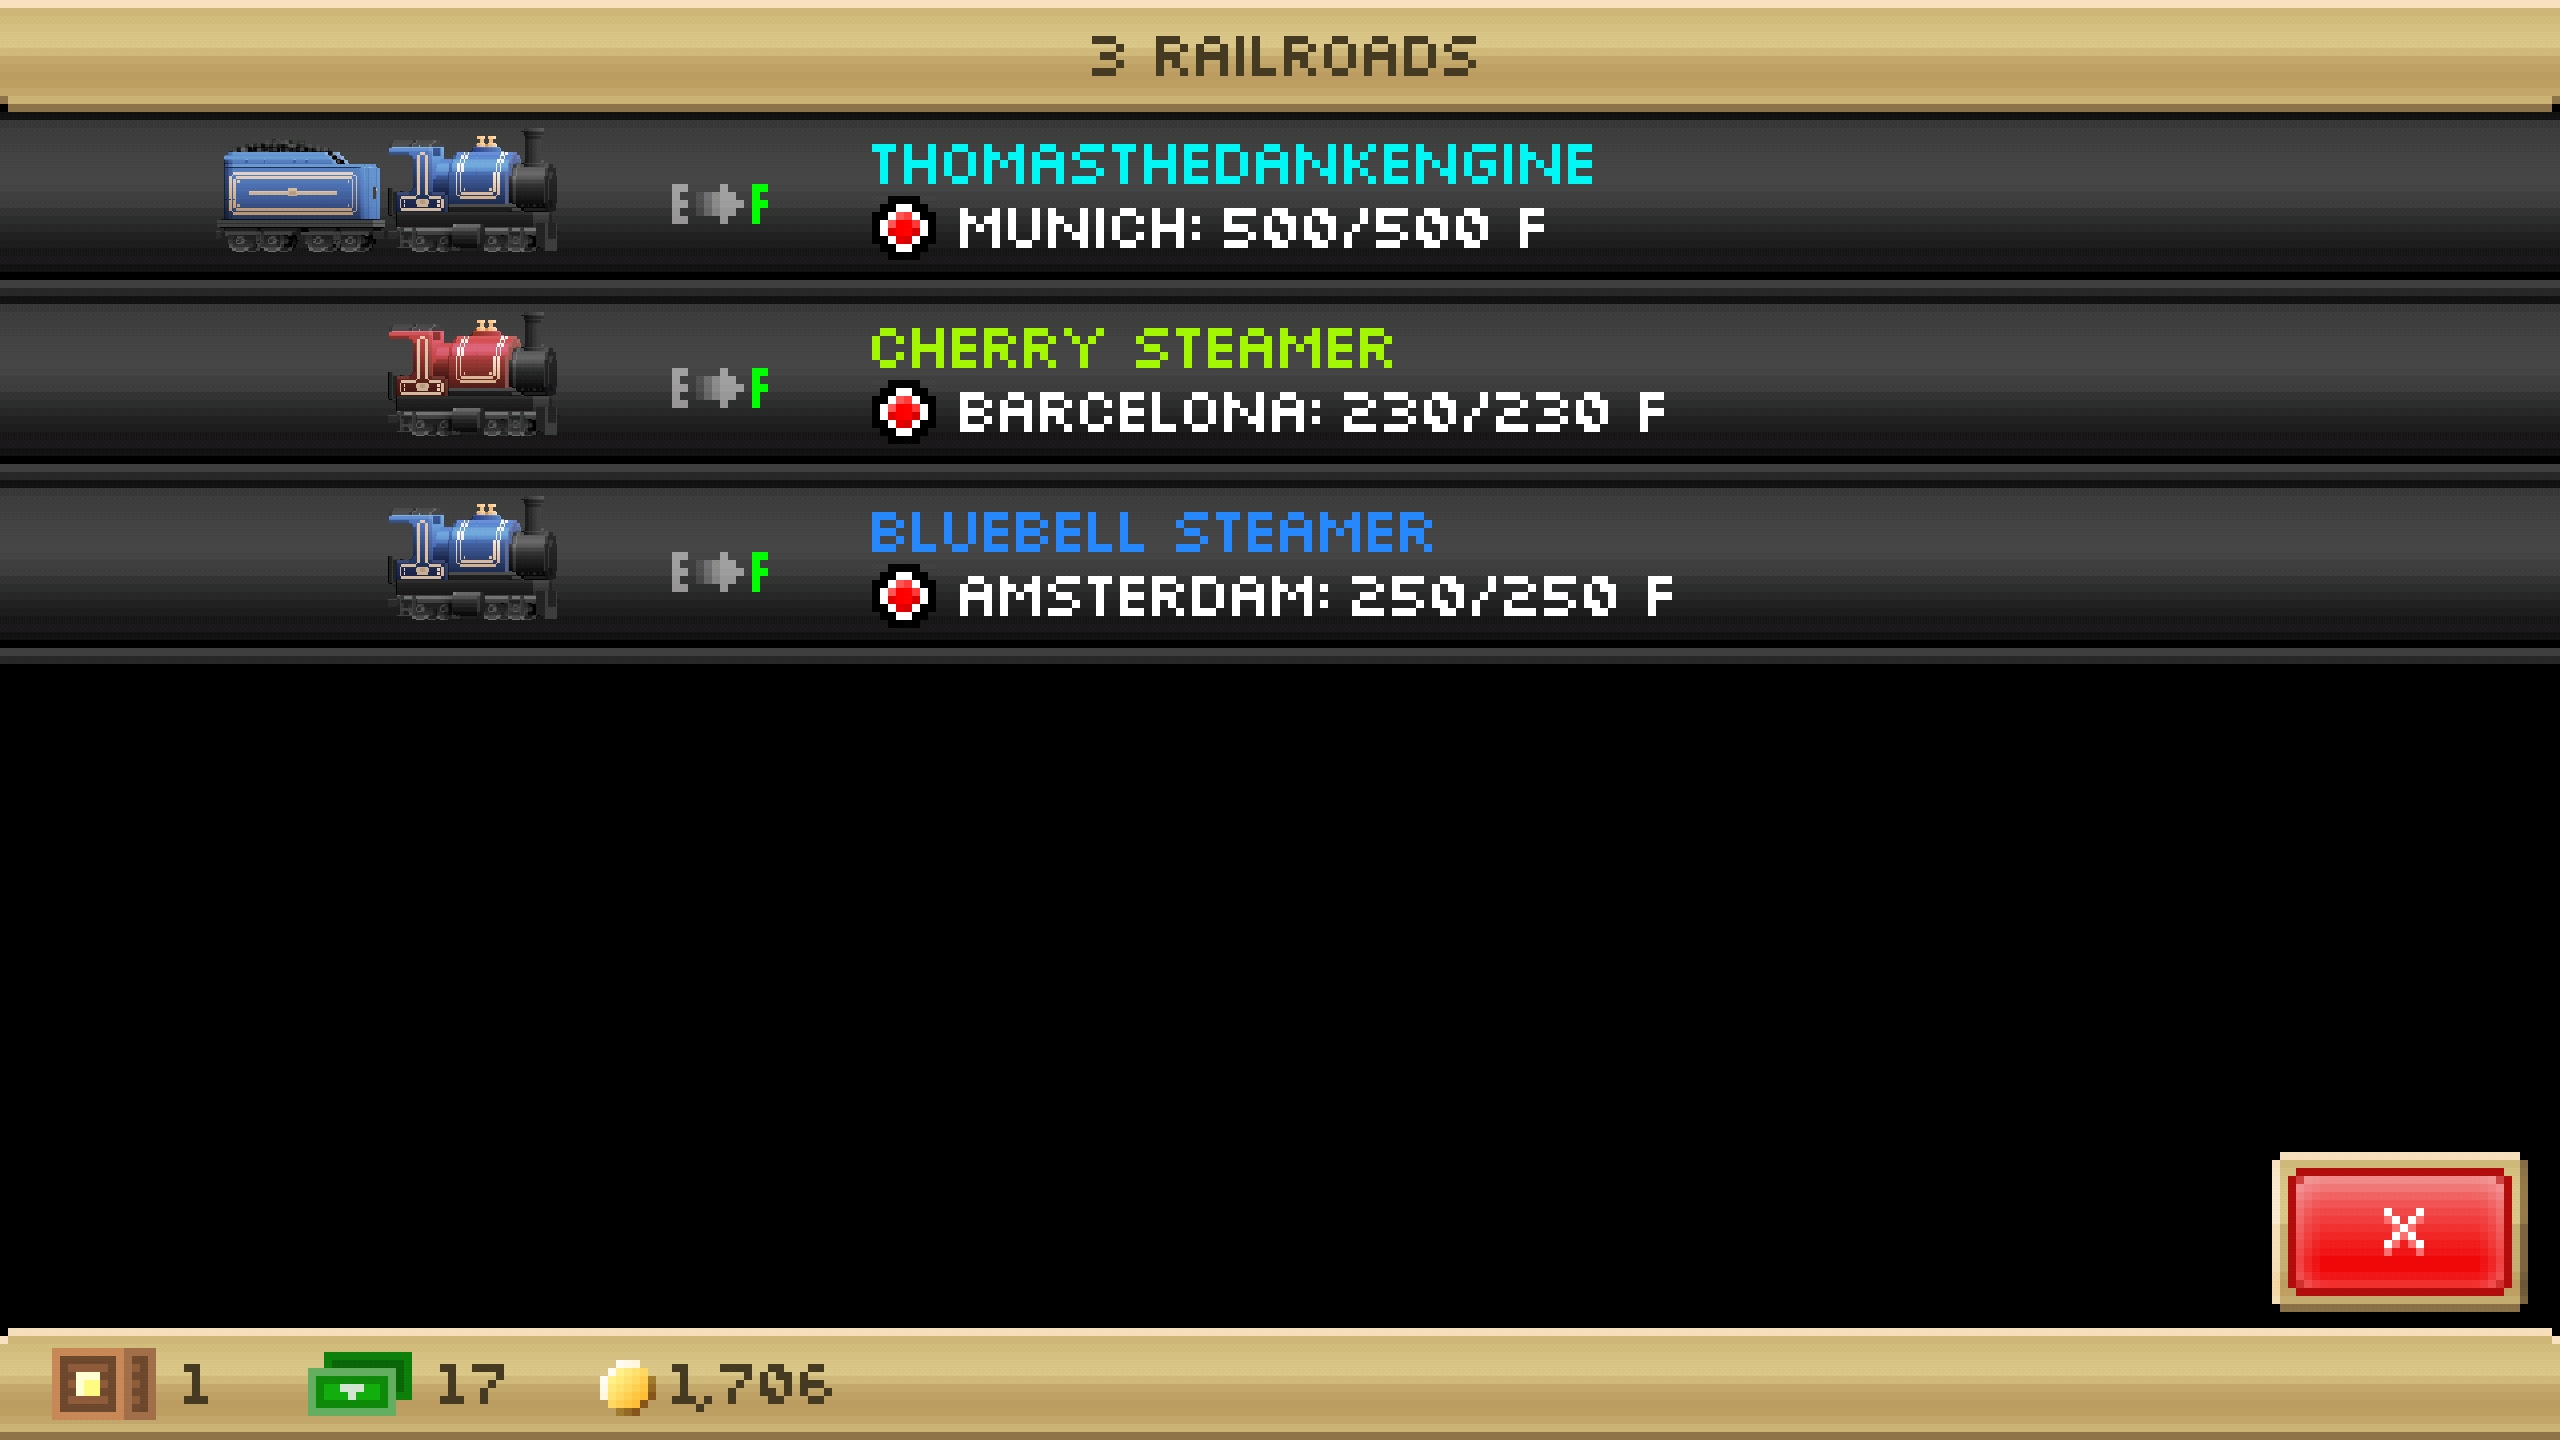 3 RAILROADS
THOMASTHEDANKENGINE
E F
MUNICH: 500/500 F
CHERRY STEAMER
E F
BARCELONA: 230/230 F
BLUEBELL STEAMER
E F
AMSTERDAM: 250/250 F
X
1 17 1,706